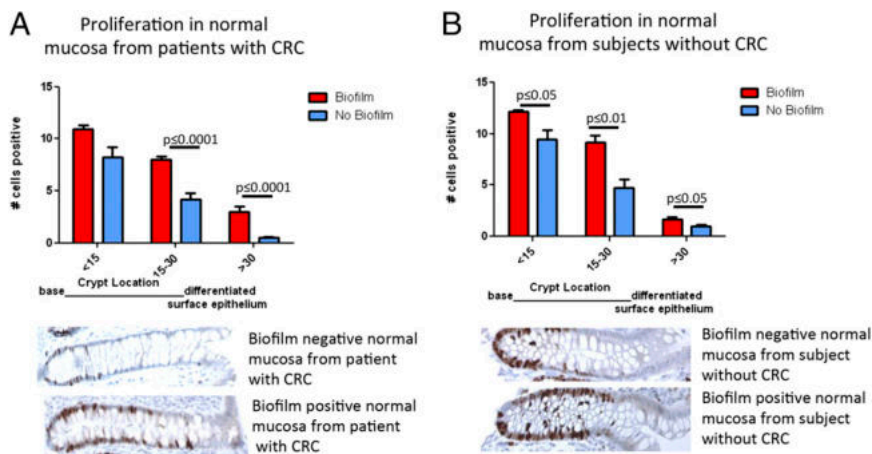 A
Proliferation in normal
mucosa from patients with CRC
15
10
5
0
# cells positive
Biofilm
No Biofilm
p≤0.0001
p≤0.0001
<15
15-30
>30
Crypt Location
base
differentiated
surface epithelium
Biofilm negative normal
mucosa from patient
with CRC
Biofilm positive normal
mucosa from patient
with CRC
B
Proliferation in normal
mucosa from subjects without CRC
15
10
5
0
# cells positive
Biofilm
No Biofilm
p≤0.05
p≤0.01
p≤0.05
<15
15-30
>30
Crypt Location
base
differentiated
surface epithelium
Biofilm negative normal
mucosa from subject
without CRC
Biofilm positive normal
mucosa from subject
without CRC